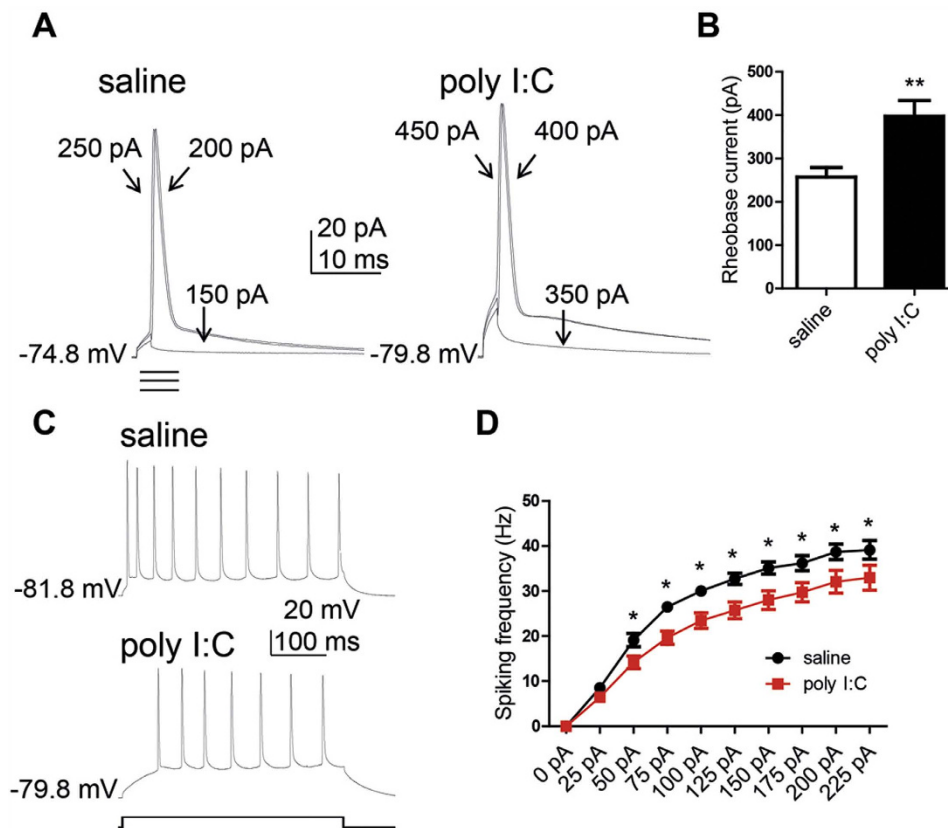 A
saline
250 pA
200 pA
20 pA
10 ms
150 pA
-74.8 mV
poly I:C
450 pA
400 pA
350 pA
-79.8 mV
B
Rheobase current (pA)
500
400
300
200
100
0
**
saline
poly I:C
C
saline
-81.8 mV
20 mV
100 ms
poly I:C
-79.8 mV
D
Spiking frequency (Hz)
50
40
30
20
10
0
* * * * * * * *
saline
poly I:C
0 pA
25 pA
50 pA
75 pA
100 pA
125 pA
150 pA
175 pA
200 pA
225 pA